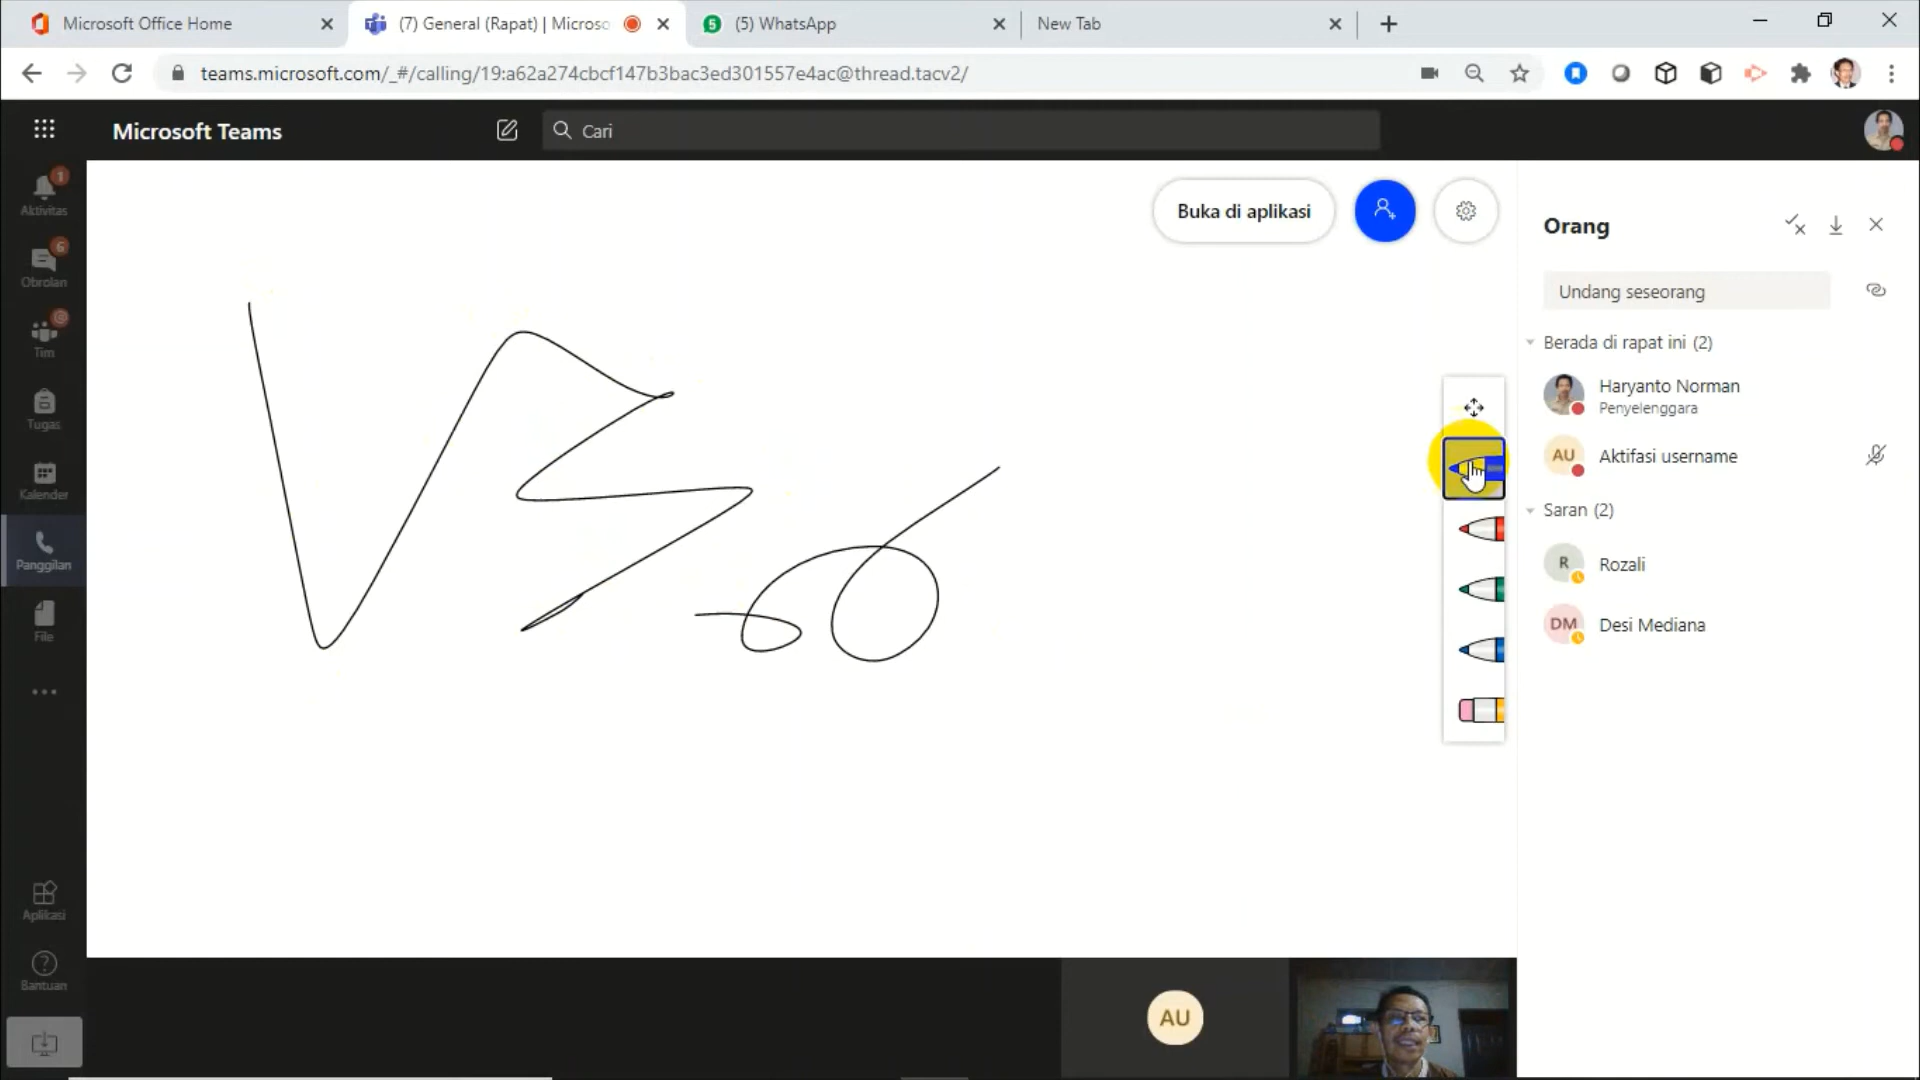 Microsoft Office Home
(7) General (Rapat) | Microso
(5) WhatsApp
New Tab
teams.microsoft.com/_#/calling/19:a62a274cbcf147b3bac3ed301557e4ac@thread.tacv2/
Microsoft Teams
Cari
1
Aktivitas
6
Obrolan
Tim
Tugas
Kalender
Panggilan
File
Aplikasi
Bantuan
Buka di aplikasi
Orang
Undang seseorang
Berada di rapat ini (2)
Haryanto Norman
Penyelenggara
AU Aktifasi username
Saran (2)
R Rozali
DM Desi Mediana
AU